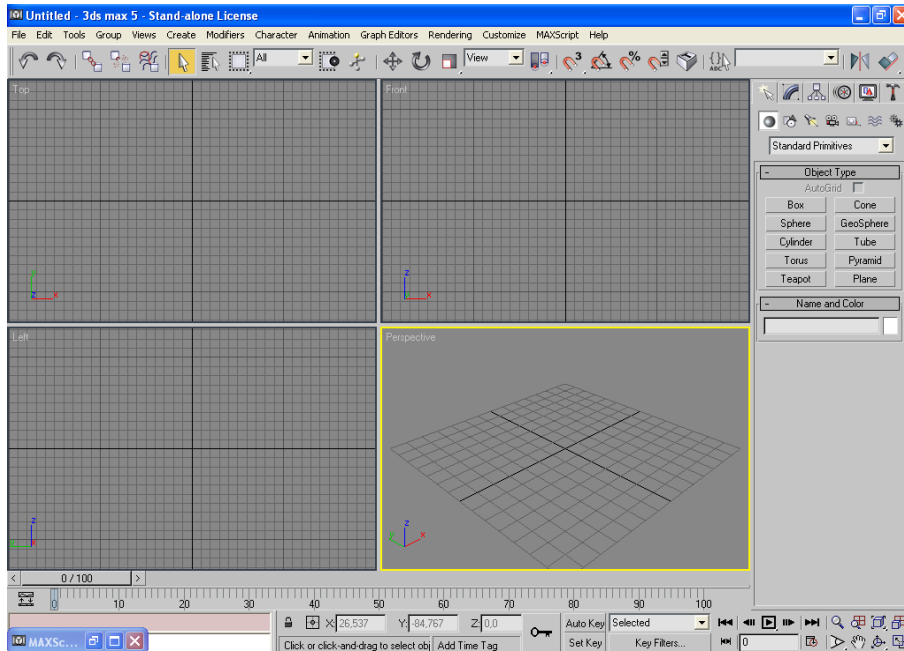 Untitled - 3ds max 5 - Stand-alone License
File Edit Tools Group Views Create Modifiers Character Animation Graph Editors Rendering Customize MAXScript Help
All View 3 % ABC
Top Front
Standard Primitives
- Object Type
AutoGrid
Box Cone
Sphere GeoSphere
Cylinder Tube
Torus Pyramid
Teapot Plane
y z
z x x
- Name and Color
Left Perspective
z z
x y x
< 0 / 100 >
0 10 20 30 40 50 60 70 80 90 100
X: 26,537 Y: -84,767 Z: 0,0 Auto Key Selected
MAXSc... Click or click-and-drag to select obj Add Time Tag Set Key Key Filters... 0